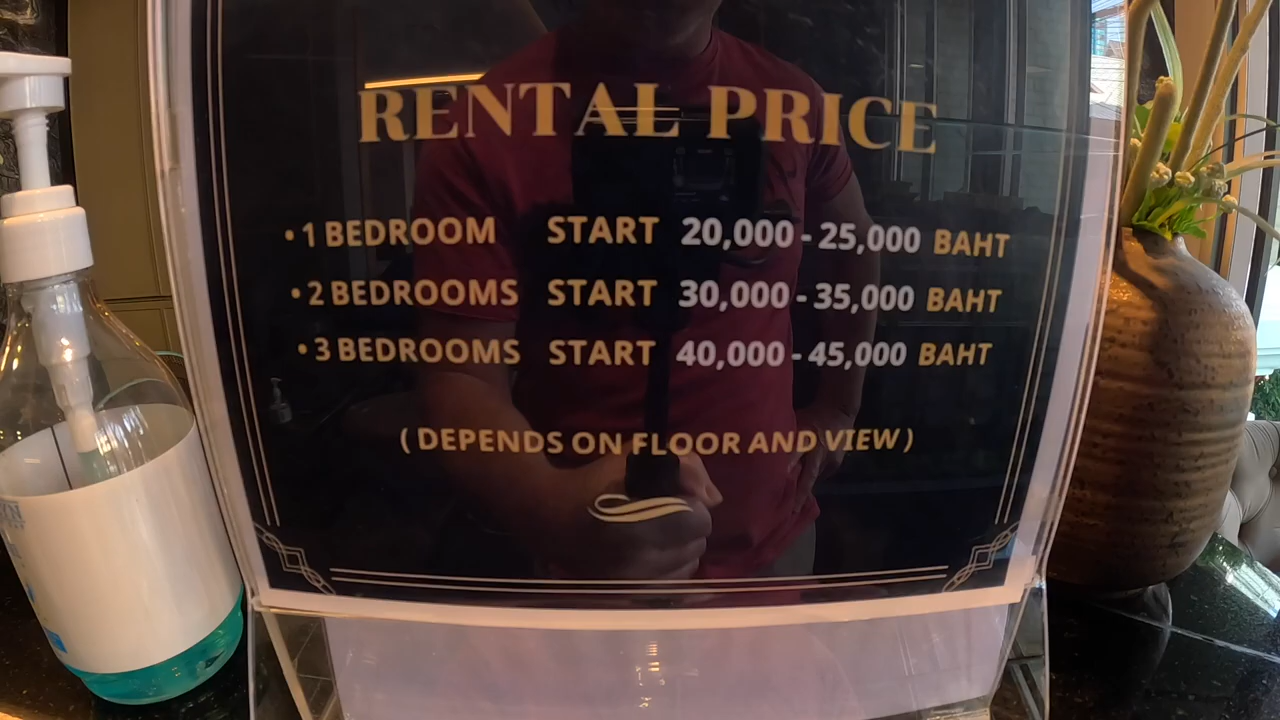 RENTAL PRICE
• 1 BEDROOM START 20,000 - 25,000 BAHT
• 2 BEDROOMS START 30,000 - 35,000 BAHT
• 3 BEDROOMS START 40,000 - 45,000 BAHT
( DEPENDS ON FLOOR AND VIEW )